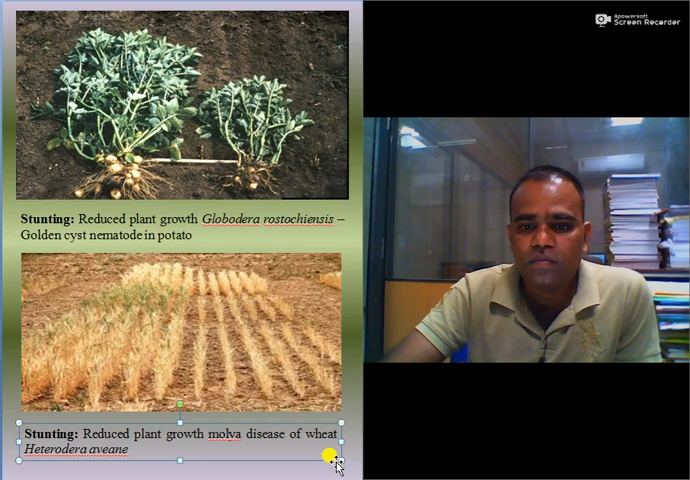 Apowersoft
Screen Recorder
Stunting: Reduced plant growth Globodera rostochiensis –
Golden cyst nematode in potato
Stunting: Reduced plant growth molya disease of wheat
Heterodera aveane